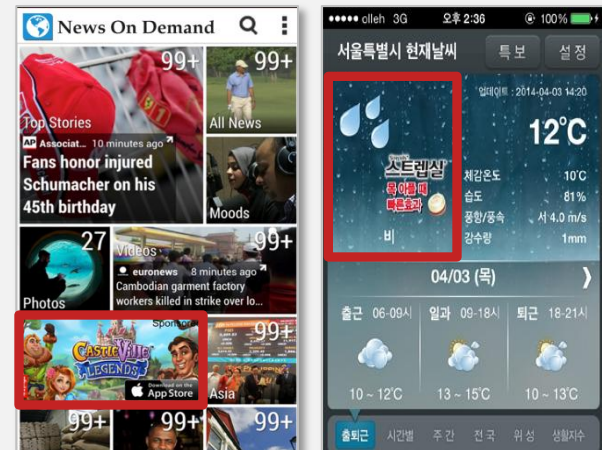 News On Demand
99+
99+
Top Stories
All News
AP Associat... 10 minutes ago
Fans honor injured
Schumacher on his
45th birthday
99+
Moods
27
Videos
99+
euronews 8 minutes ago
Cambodian garment factory
workers killed in strike over lo...
Photos
Sponsored
CASTLEVILLE
LEGENDS
Download on the
App Store
99+
Asia
99+
99+
99+
olleh 3G 오후 2:36 100%
서울특별시 현재날씨 특보 설정
업데이트 : 2014-04-03 14:20
12°C
스트렙실
목 아플 때
빠른효과
체감온도 10°C
습도 81%
풍향/풍속 서 4.0 m/s
강수량 1mm
비
04/03 (목)
출근 06-09시 일과 09-18시 퇴근 18-21시
10 ~ 12°C 13 ~ 15°C 10 ~ 13°C
출퇴근 시간별 주간 전국 위성 생활지수